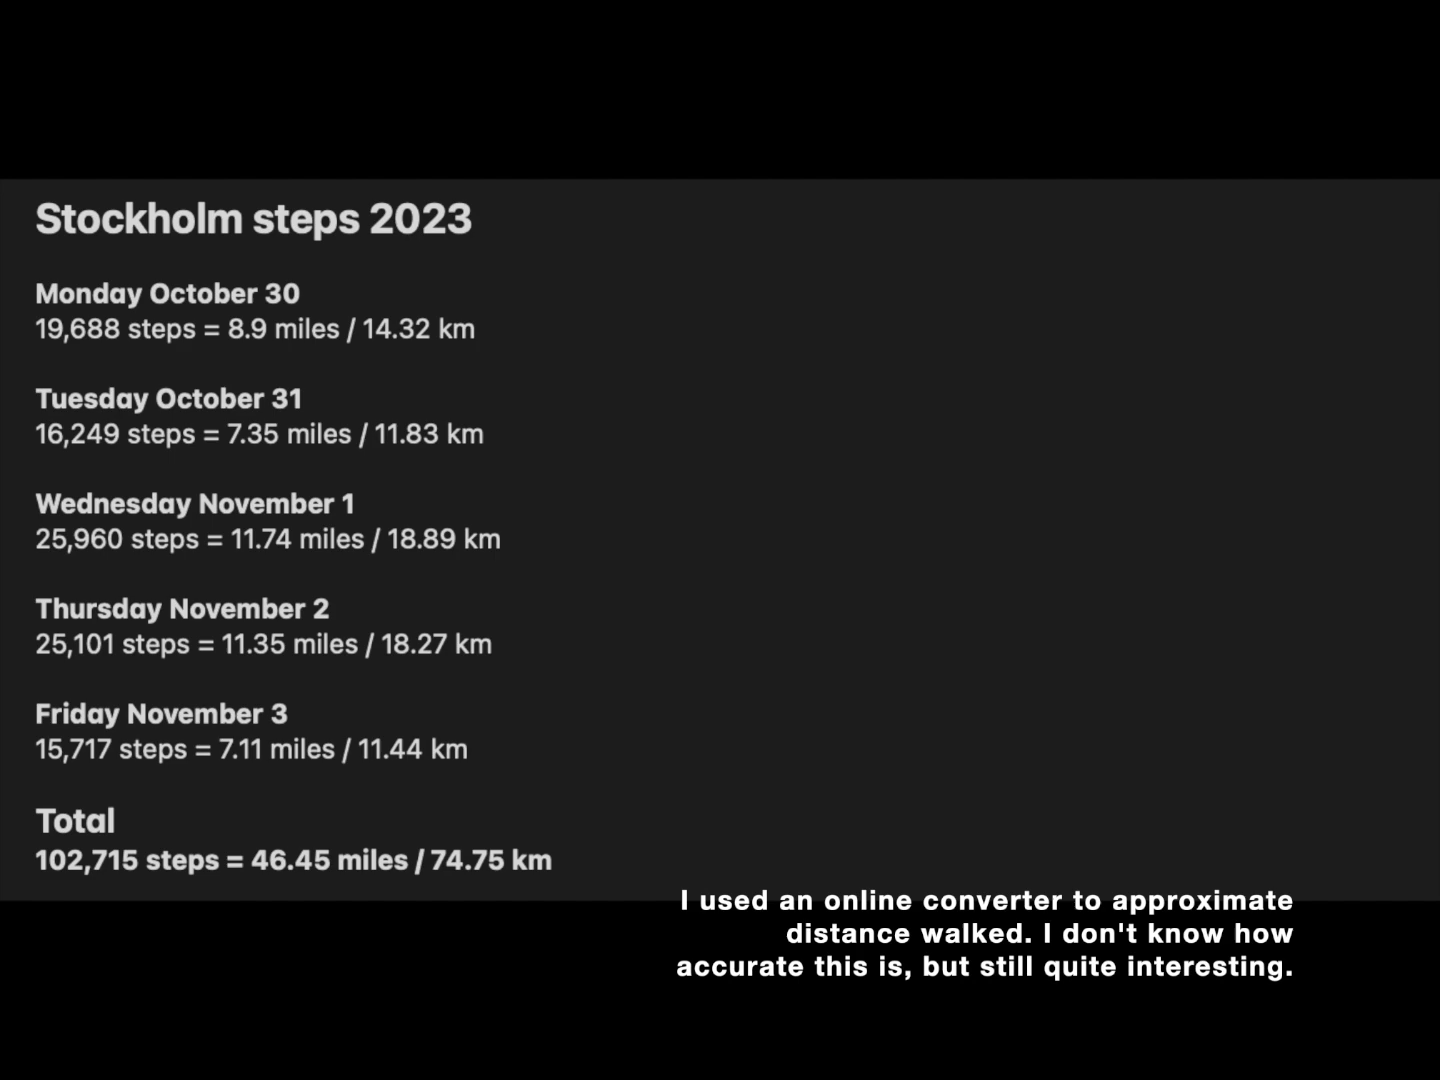 Stockholm steps 2023
Monday October 30
19,688 steps = 8.9 miles / 14.32 km
Tuesday October 31
16,249 steps = 7.35 miles / 11.83 km
Wednesday November 1
25,960 steps = 11.74 miles / 18.89 km
Thursday November 2
25,101 steps = 11.35 miles / 18.27 km
Friday November 3
15,717 steps = 7.11 miles / 11.44 km
Total
102,715 steps = 46.45 miles / 74.75 km
I used an online converter to approximate
distance walked. I don't know how
accurate this is, but still quite interesting.